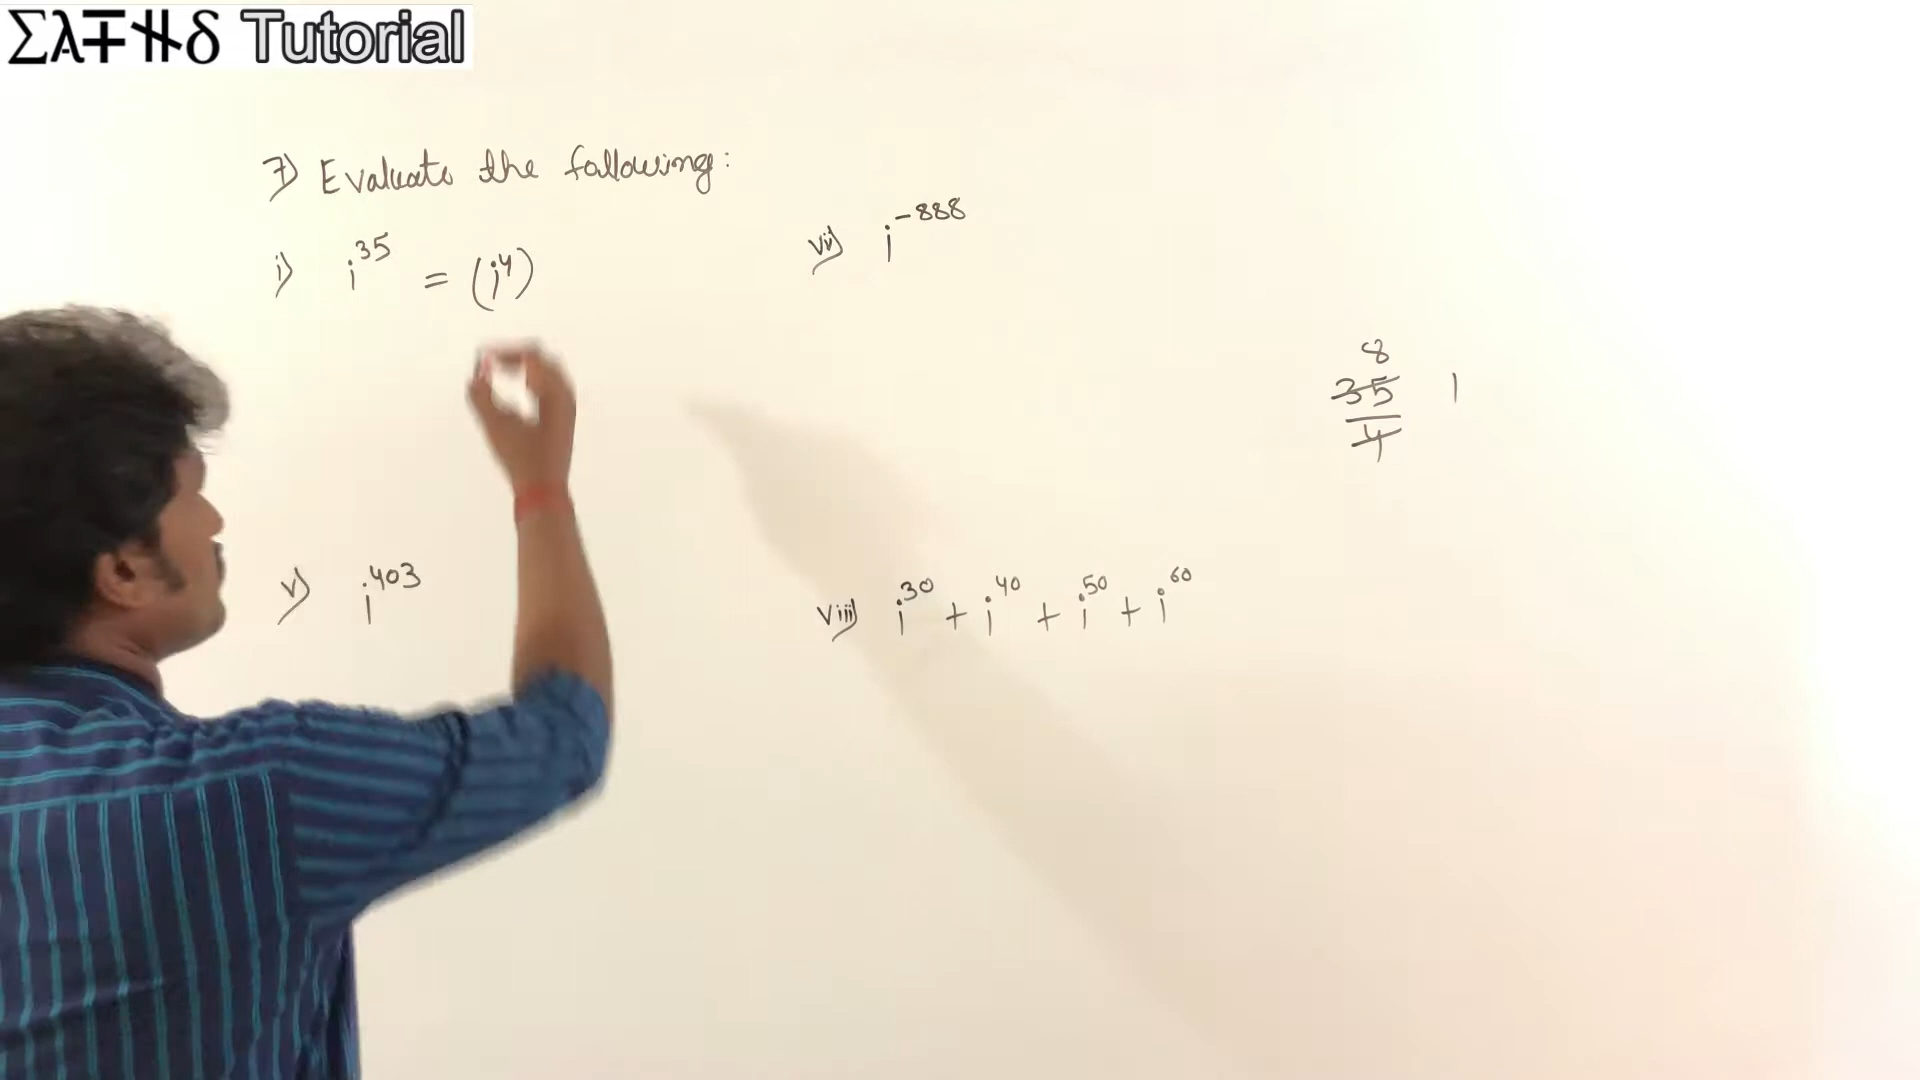 ΣλŦĦδ Tutorial
7) Evaluate the following:
i) i^35 = (i^4)
vii) i^-888
8
35 1
4
v) i^403
viii) i^30 + i^40 + i^50 + i^60